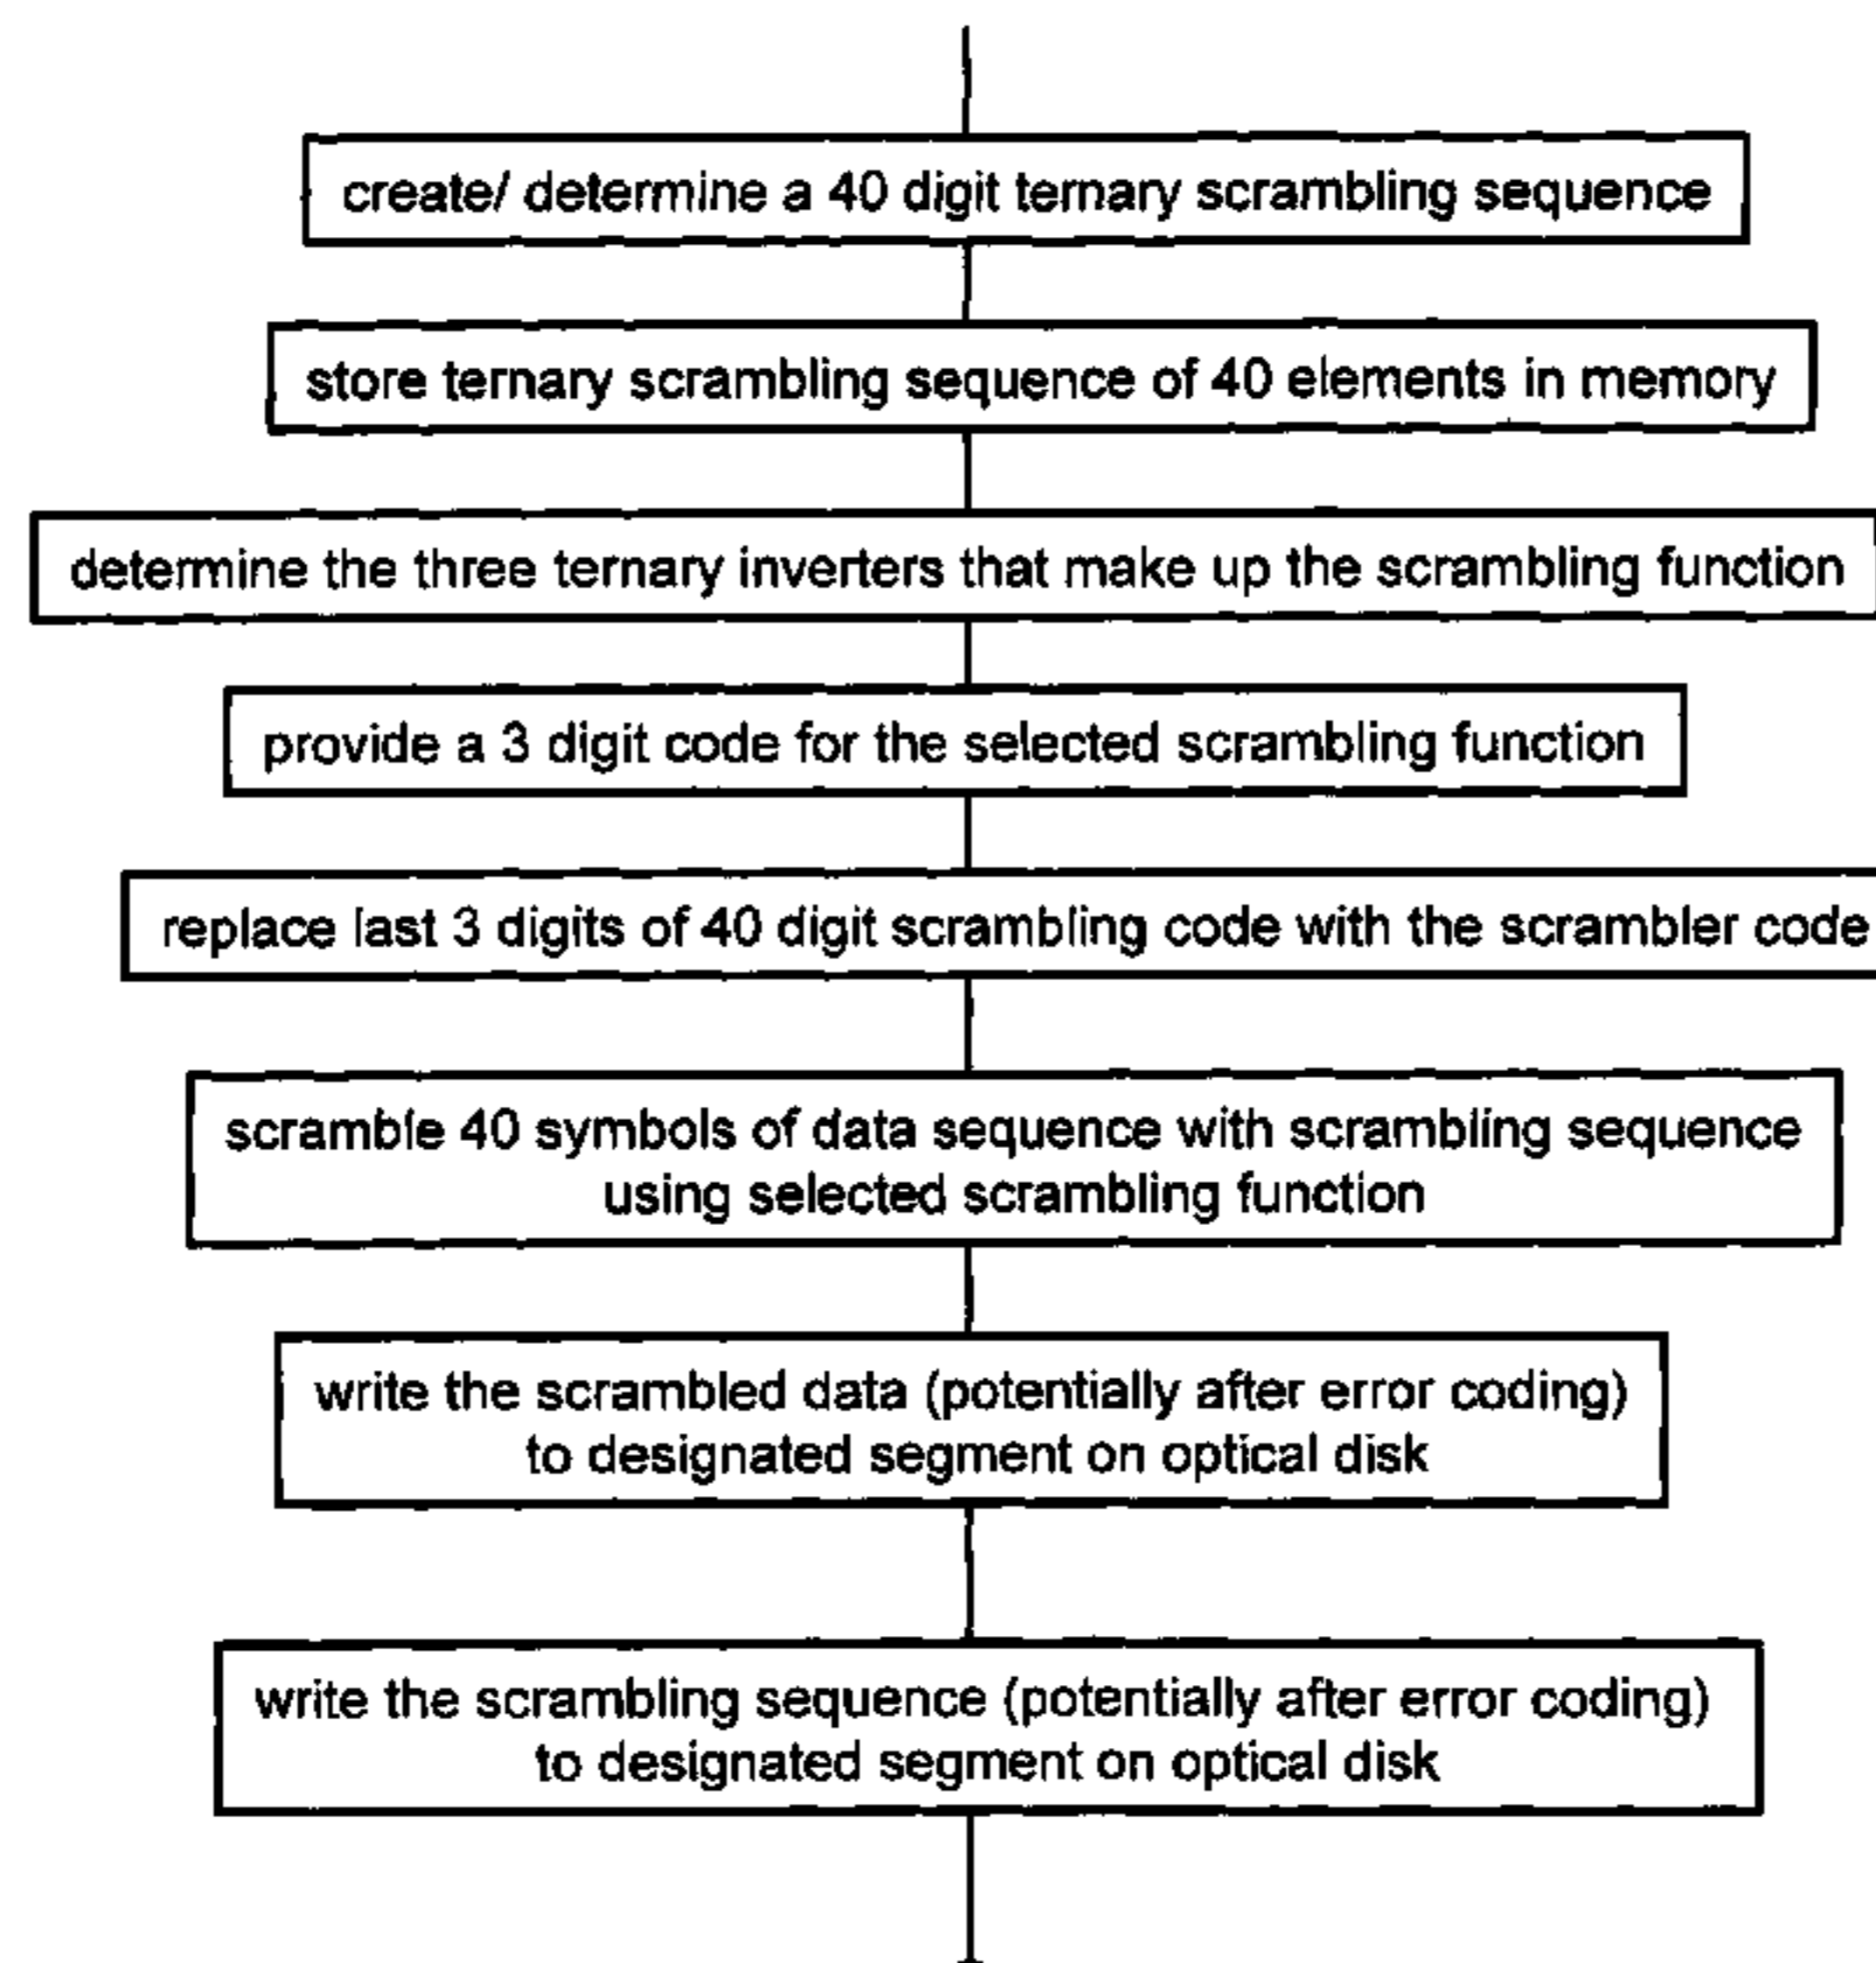 create/ determine a 40 digit ternary scrambling sequence
store ternary scrambling sequence of 40 elements in memory
determine the three ternary inverters that make up the scrambling function
provide a 3 digit code for the selected scrambling function
replace last 3 digits of 40 digit scrambling code with the scrambler code
scramble 40 symbols of data sequence with scrambling sequence
using selected scrambling function
write the scrambled data (potentially after error coding)
to designated segment on optical disk
write the scrambling sequence (potentially after error coding)
to designated segment on optical disk